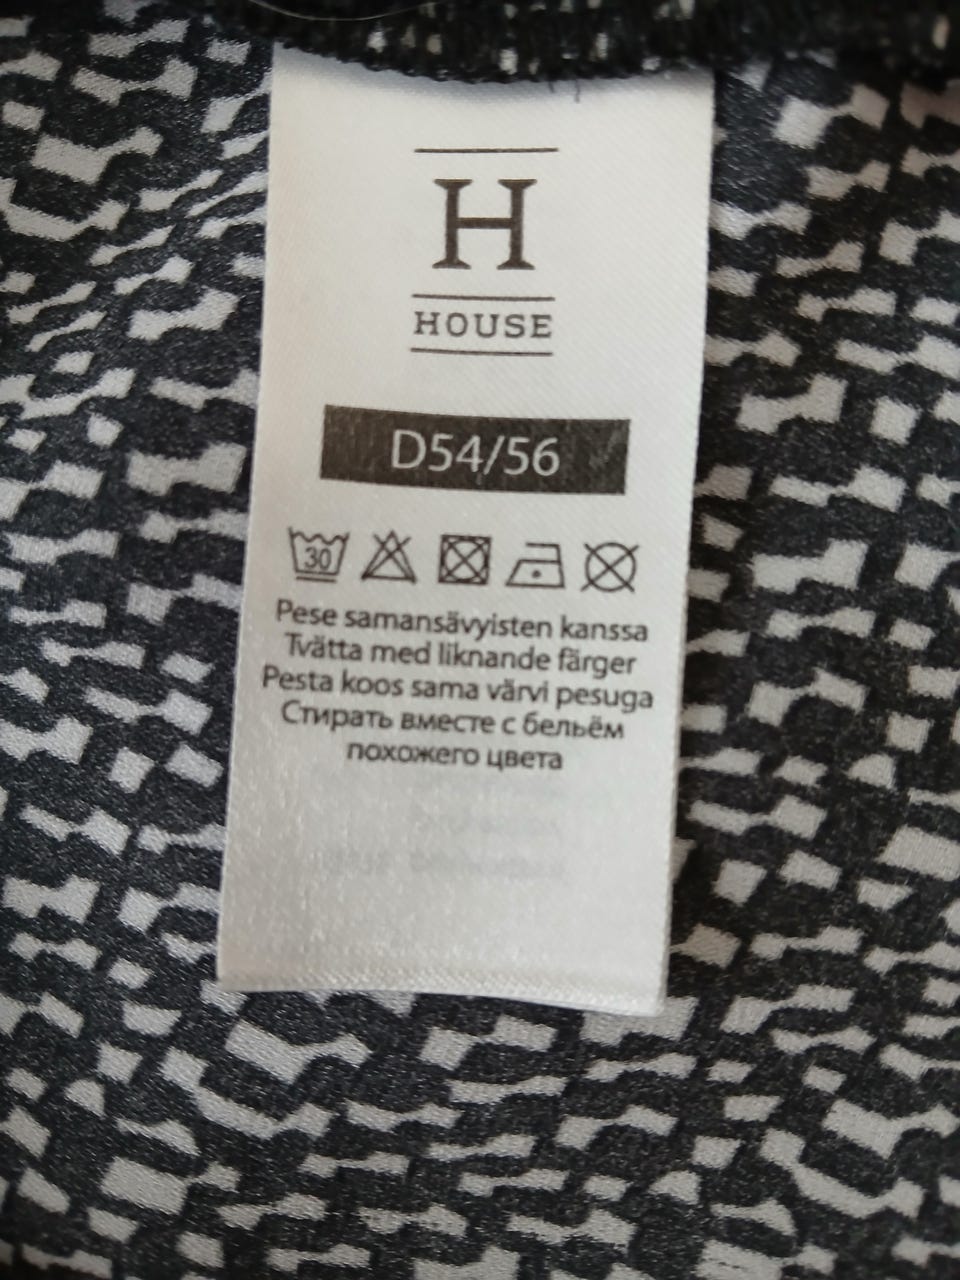 H
HOUSE
D54/56
30
Pese samansävyisten kanssa
Tvätta med liknande färger
Pesta koos sama värvi pesuga
Стирать вместе с бельём
похожего цвета